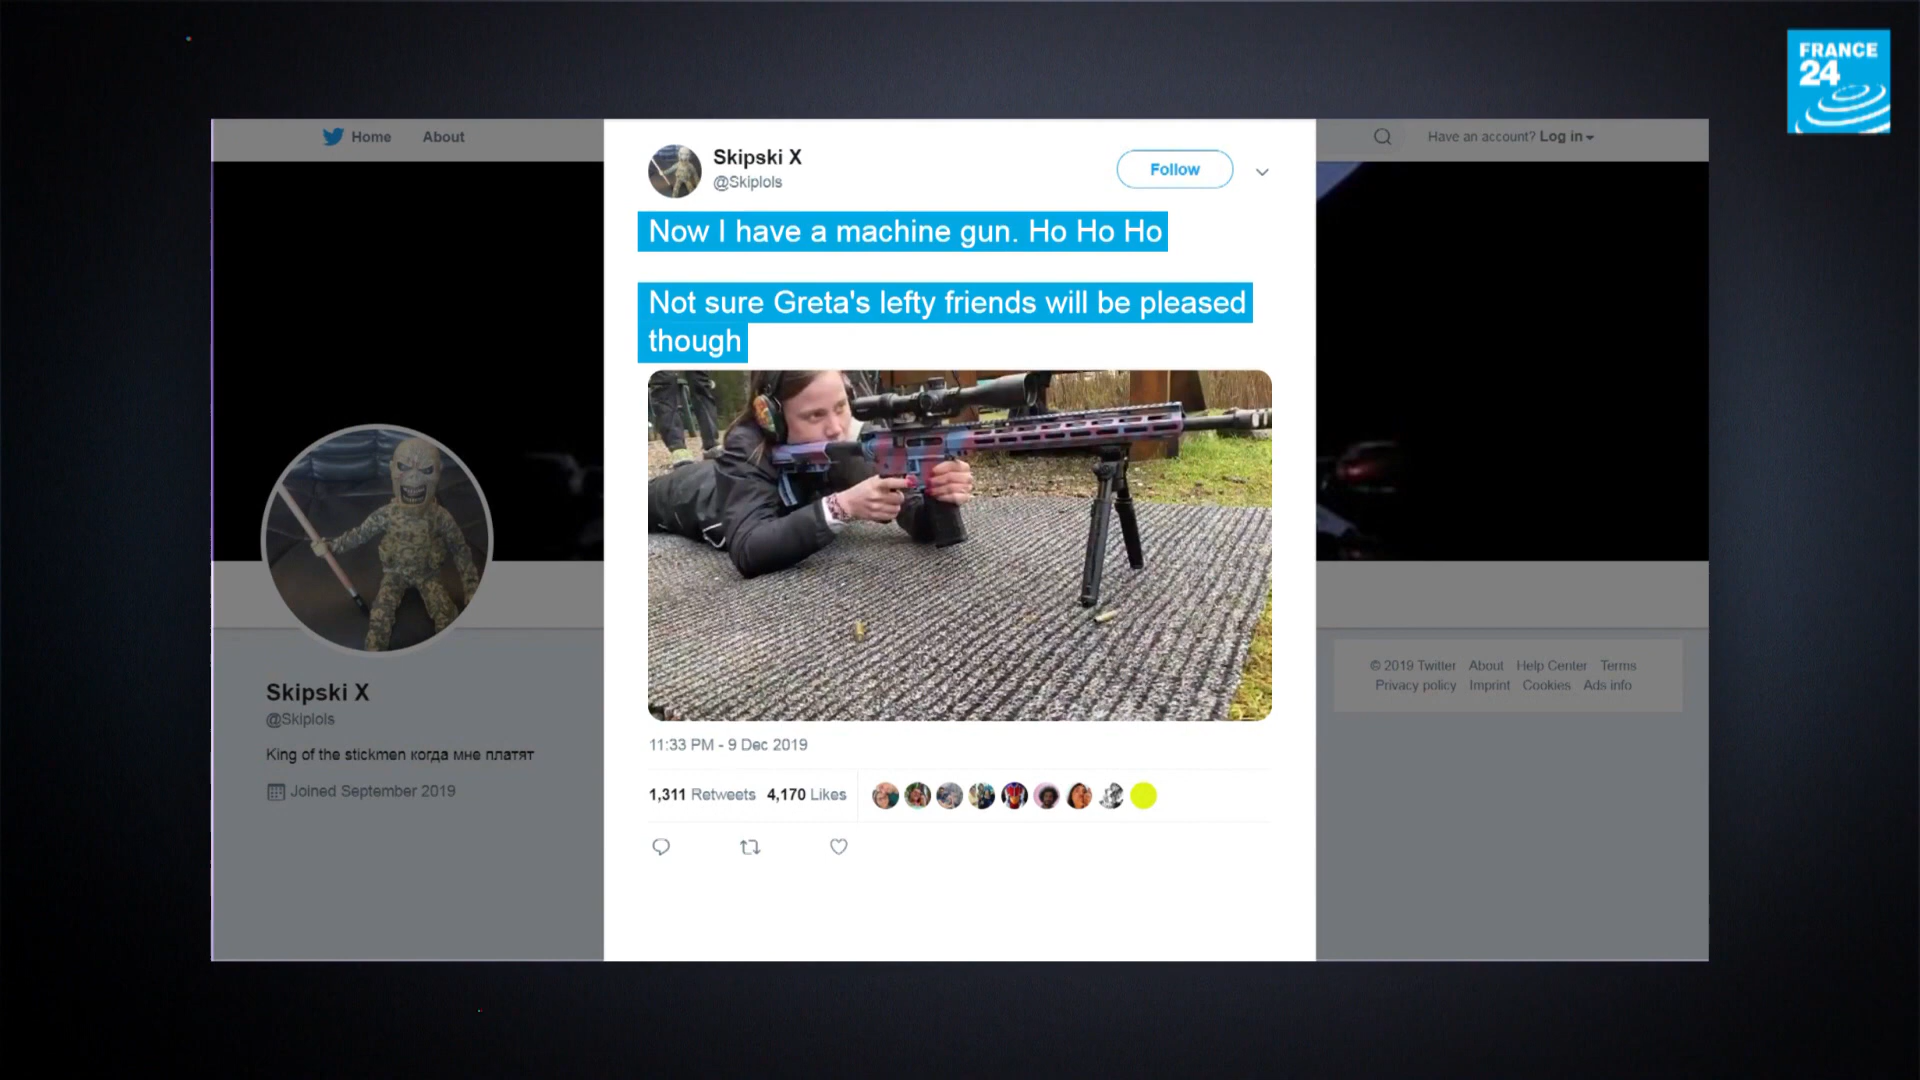 FRANCE
24
Home About
Have an account? Log in
Skipski X
@Skiplols
Follow
Now I have a machine gun. Ho Ho Ho
Not sure Greta's lefty friends will be pleased
though
11:33 PM - 9 Dec 2019
1,311 Retweets 4,170 Likes
Skipski X
@Skiplols
King of the stickmen когда мне платят
Joined September 2019
© 2019 Twitter About Help Center Terms
Privacy policy Imprint Cookies Ads info